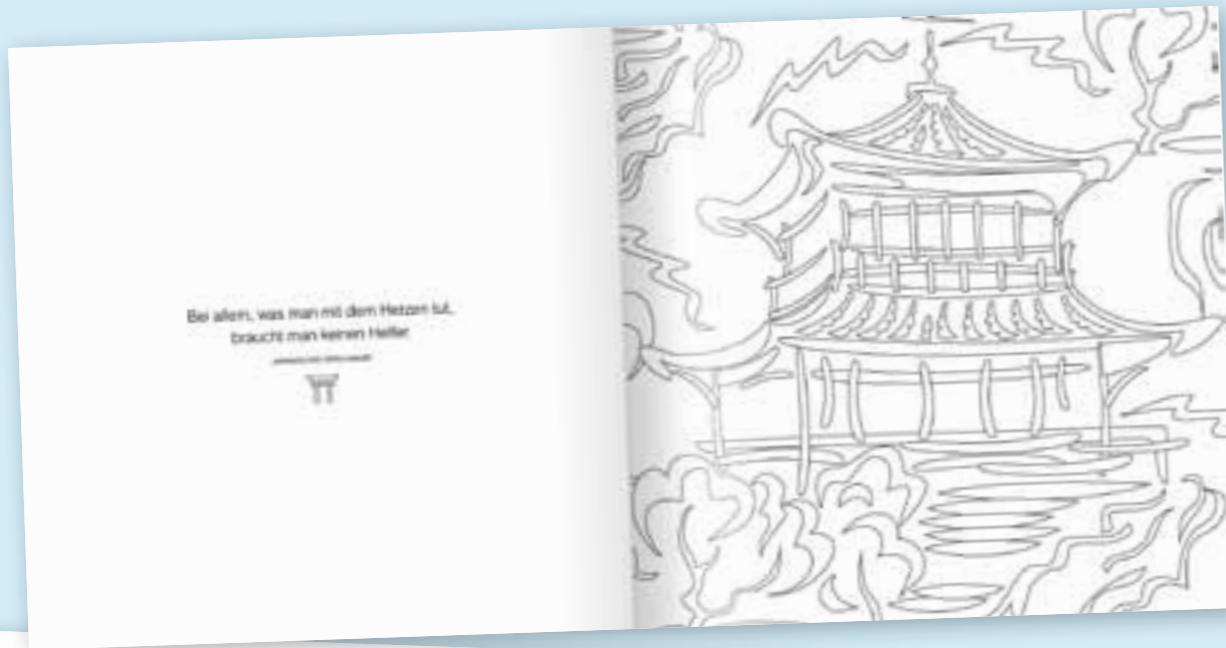 Bei allem, was man mit dem Herzen tut,
braucht man keinen Helfer.